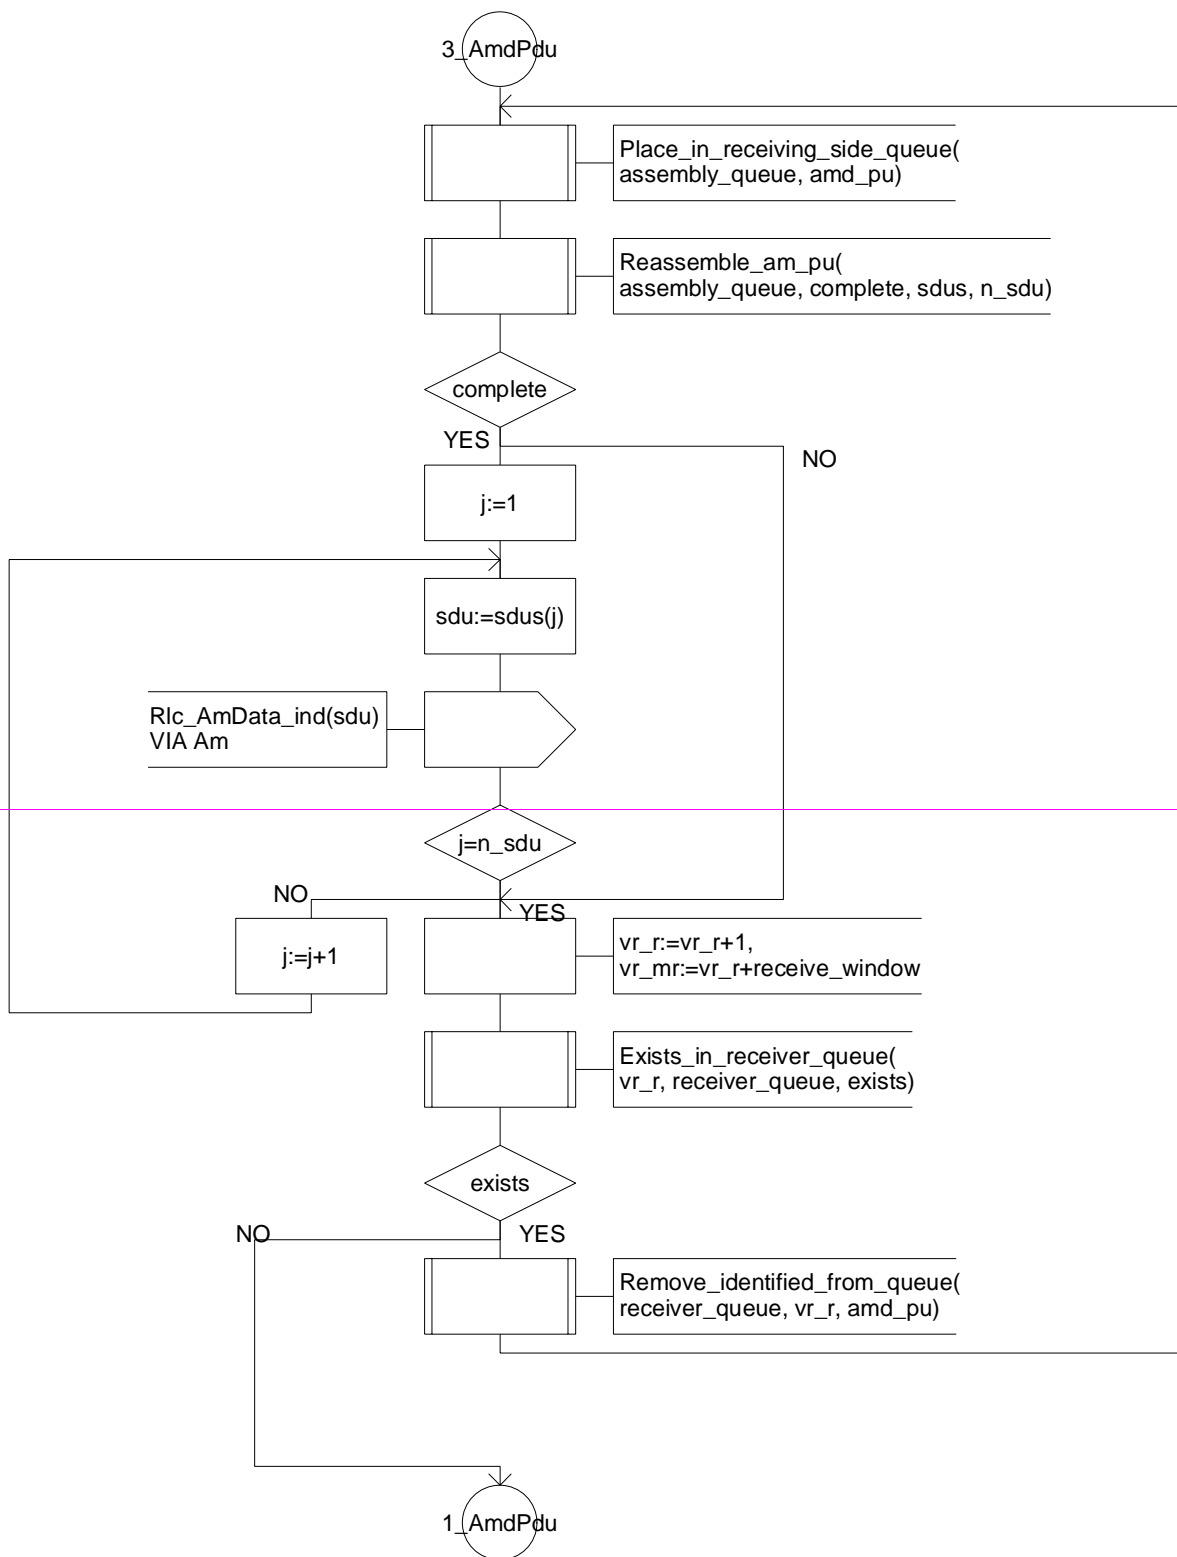 3_AmdPdu
Place_in_receiving_side_queue(
assembly_queue, amd_pu)
Reassemble_am_pu(
assembly_queue, complete, sdus, n_sdu)
complete
YES
NO
j:=1
sdu:=sdus(j)
Rlc_AmData_ind(sdu)
VIA Am
j=n_sdu
NO
YES
j:=j+1
vr_r:=vr_r+1,
vr_mr:=vr_r+receive_window
Exists_in_receiver_queue(
vr_r, receiver_queue, exists)
exists
NO
YES
Remove_identified_from_queue(
receiver_queue, vr_r, amd_pu)
1_AmdPdu